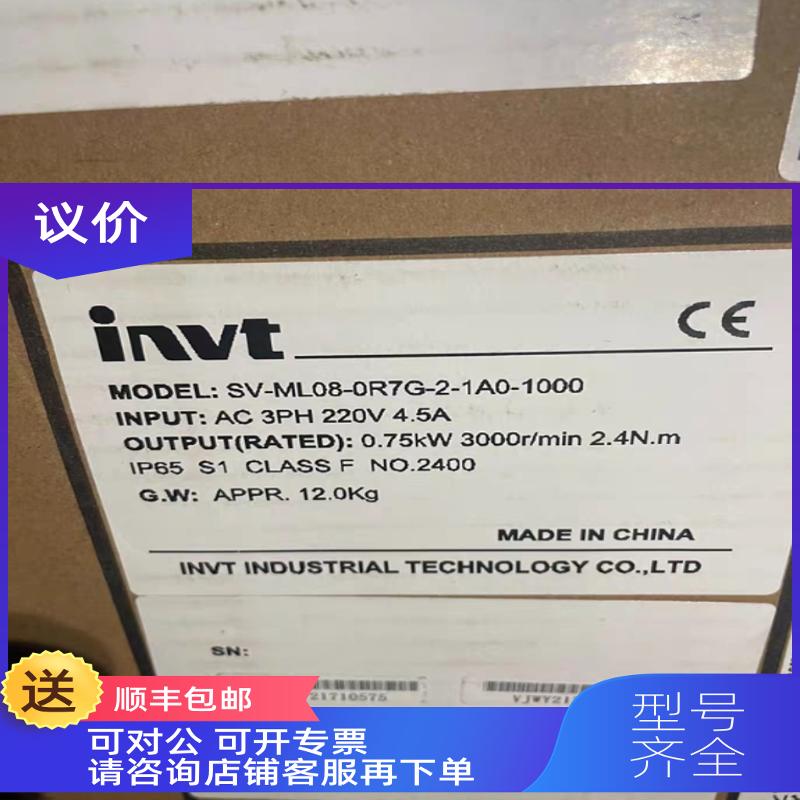 议价
invt
CE
MODEL: SV-ML08-0R7G-2-1A0-1000
INPUT: AC 3PH 220V 4.5A
OUTPUT(RATED): 0.75kW 3000r/min 2.4N.m
IP65 S1 CLASS F NO.2400
G.W: APPR. 12.0Kg
MADE IN CHINA
INVT INDUSTRIAL TECHNOLOGY CO.,LTD
SN:
21710575
送
顺丰包邮
可对公 可开专票
请咨询店铺客服再下单
型号
齐全